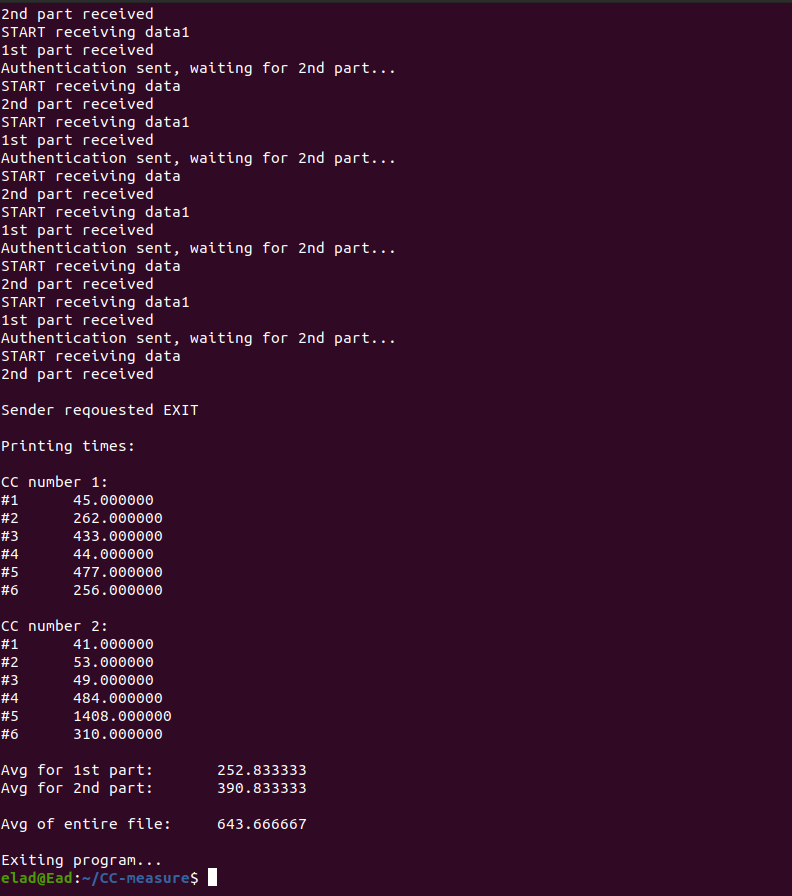 2nd part received
START receiving data1
1st part received
Authentication sent, waiting for 2nd part...
START receiving data
2nd part received
START receiving data1
1st part received
Authentication sent, waiting for 2nd part...
START receiving data
2nd part received
START receiving data1
1st part received
Authentication sent, waiting for 2nd part...
START receiving data
2nd part received
START receiving data1
1st part received
Authentication sent, waiting for 2nd part...
START receiving data
2nd part received
Sender reqouested EXIT
Printing times:
CC number 1:
#1 45.000000
#2 262.000000
#3 433.000000
#4 44.000000
#5 477.000000
#6 256.000000
CC number 2:
#1 41.000000
#2 53.000000
#3 49.000000
#4 484.000000
#5 1408.000000
#6 310.000000
Avg for 1st part: 252.833333
Avg for 2nd part: 390.833333
Avg of entire file: 643.666667
Exiting program...
elad@Ead:~/CC-measure$